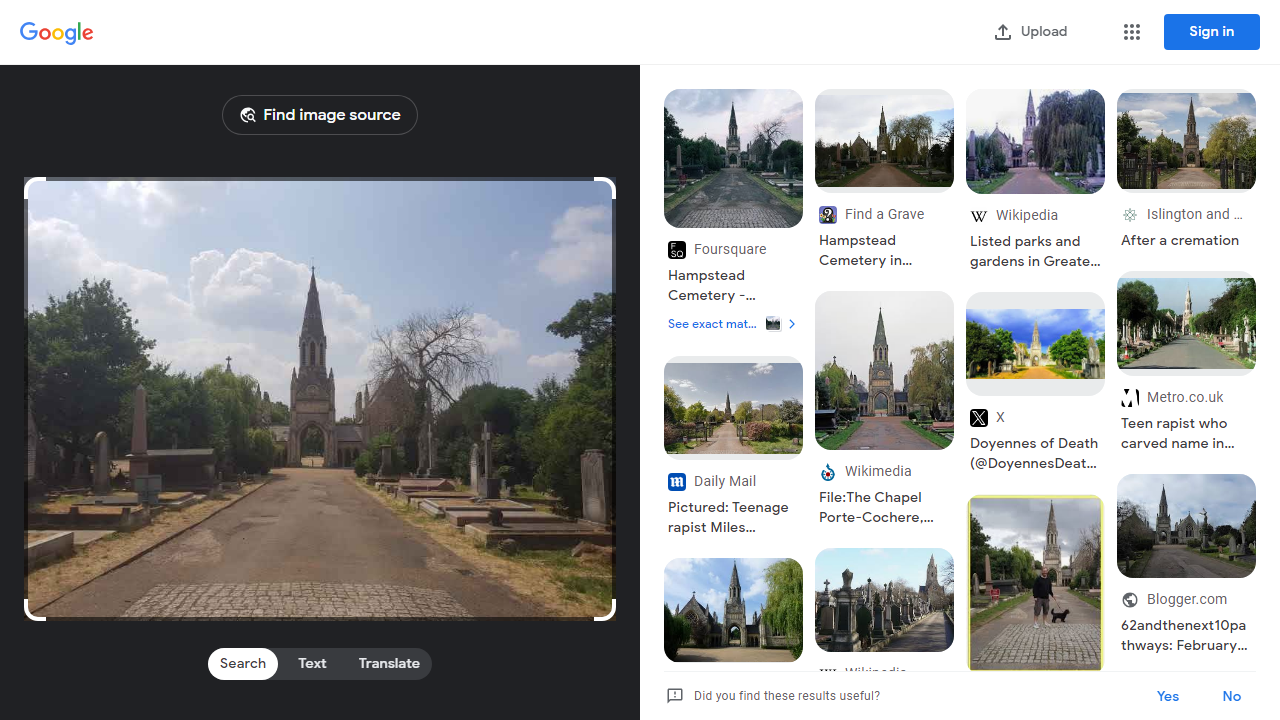 Google
Upload
Sign in
Find image source
Search
Text
Translate
Foursquare
Hampstead
Cemetery -...
See exact mat...
Daily Mail
Pictured: Teenage
rapist Miles...
Find a Grave
Hampstead
Cemetery in...
Wikimedia
File:The Chapel
Porte-Cochere,...
Wikipedia
Wikipedia
Listed parks and
gardens in Greate...
X
Doyennes of Death
(@DoyennesDeat...
Islington and ...
After a cremation
Metro.co.uk
Teen rapist who
carved name in...
Blogger.com
62andthenext10pa
thways: February...
Did you find these results useful?
Yes
No